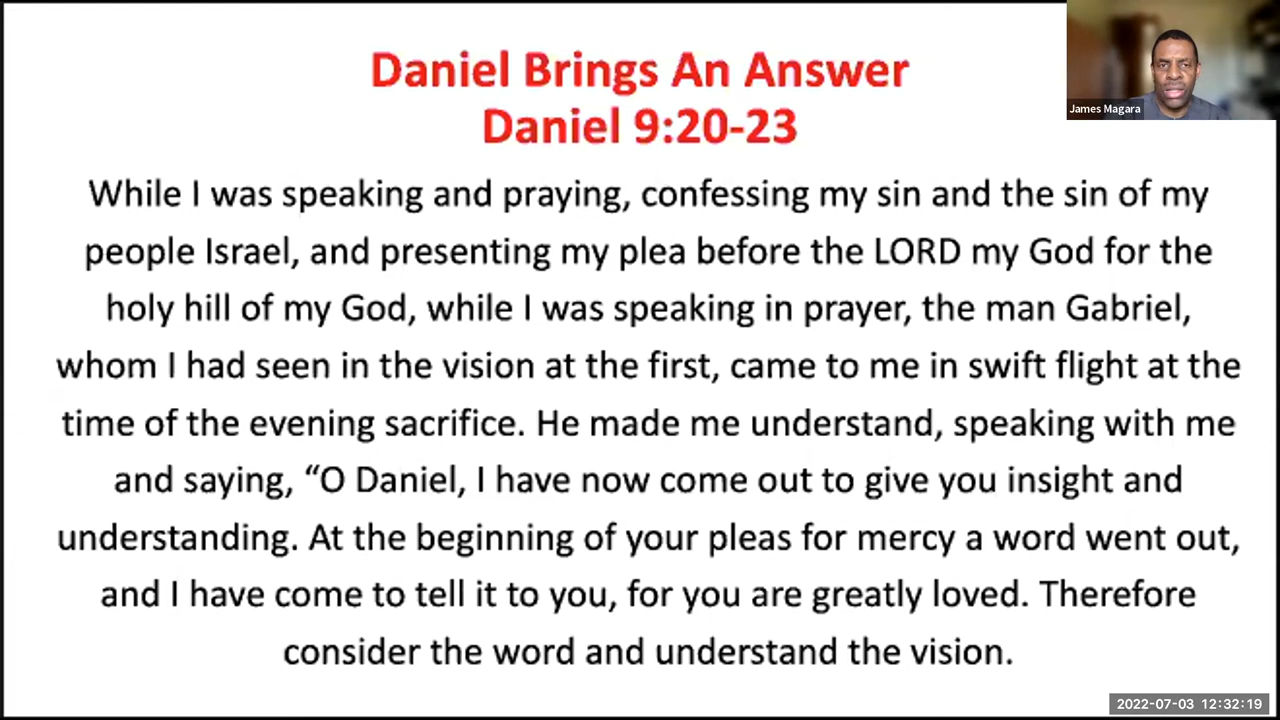 Daniel Brings An Answer
Daniel 9:20-23
James Magara
While I was speaking and praying, confessing my sin and the sin of my
people Israel, and presenting my plea before the LORD my God for the
holy hill of my God, while I was speaking in prayer, the man Gabriel,
whom I had seen in the vision at the first, came to me in swift flight at the
time of the evening sacrifice. He made me understand, speaking with me
and saying, “O Daniel, I have now come out to give you insight and
understanding. At the beginning of your pleas for mercy a word went out,
and I have come to tell it to you, for you are greatly loved. Therefore
consider the word and understand the vision.
2022-07-03 12:32:19